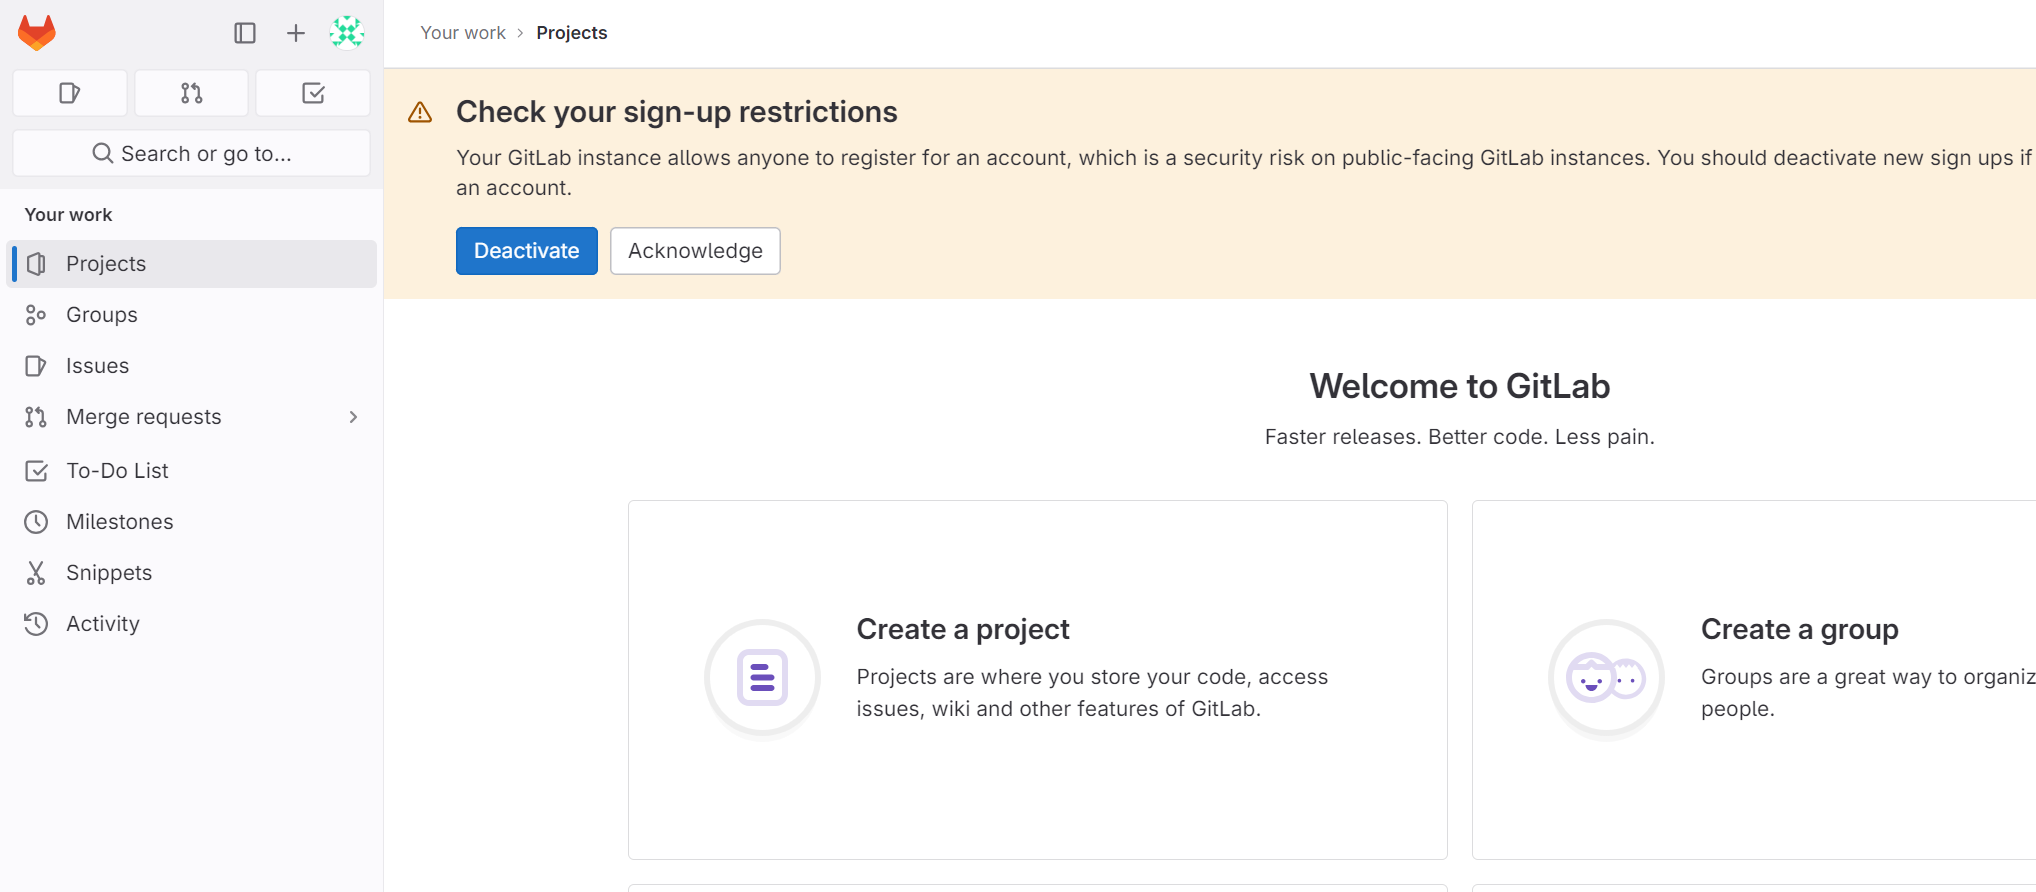 Your work > Projects
Search or go to...
Your work
Projects
Groups
Issues
Merge requests
To-Do List
Milestones
Snippets
Activity
Check your sign-up restrictions
Your GitLab instance allows anyone to register for an account, which is a security risk on public-facing GitLab instances. You should deactivate new sign ups if
an account.
Deactivate
Acknowledge
Welcome to GitLab
Faster releases. Better code. Less pain.
Create a project
Projects are where you store your code, access
issues, wiki and other features of GitLab.
Create a group
Groups are a great way to organiz
people.